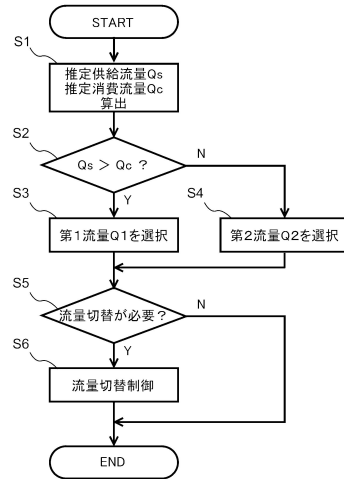 START
S1
推定供給流量Qs
推定消費流量Qc
算出
S2
Qs > Qc ?
N
Y
S3
第1流量Q1を選択
S4
第2流量Q2を選択
S5
流量切替が必要?
N
Y
S6
流量切替制御
END